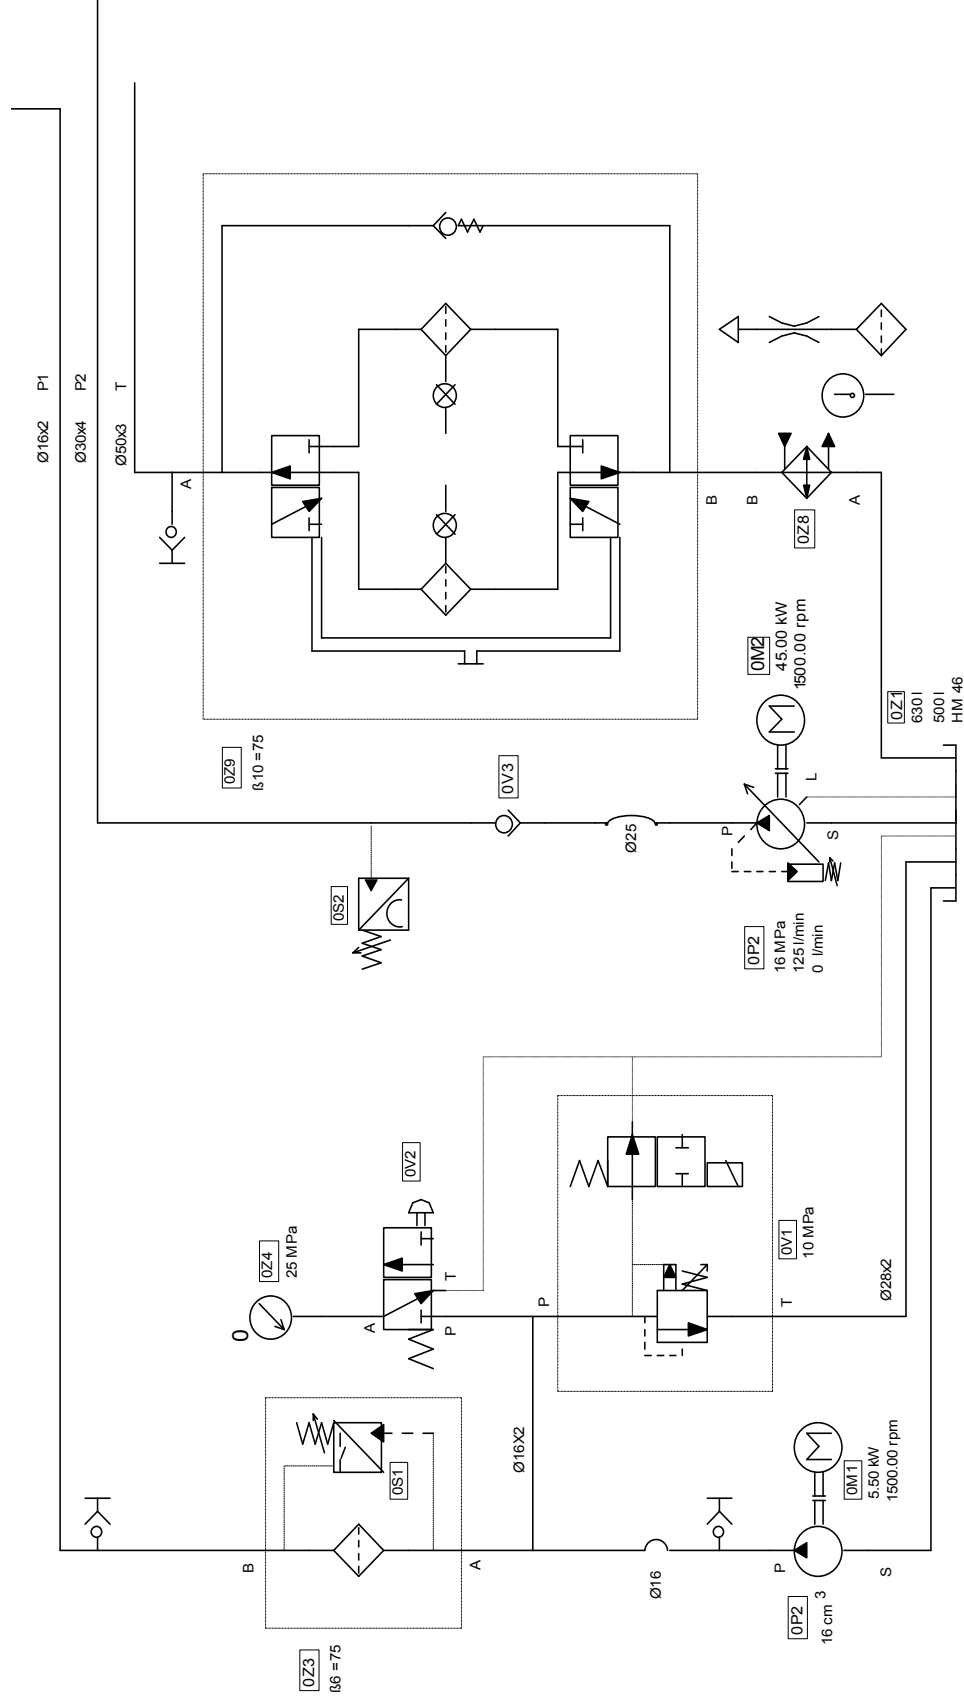 Ø16x2 P1
Ø30x4 P2
Ø50x3 T
A
B
B
A
0Z8
0Z9
ß10 =75
0M2
45.00 kW
1500.00 rpm
0Z1
630 l
500 l
HM 46
0V3
Ø25
P
S
L
0S2
0P2
16 MPa
125 l/min
0 l/min
0V2
0Z4
25 MPa
0
A
P
T
P
T
0V1
10 MPa
Ø28x2
0S1
Ø16X2
B
A
0Z3
ß6 =75
Ø16
0M1
5.50 kW
1500.00 rpm
P
S
0P2
16 cm 3
M
M